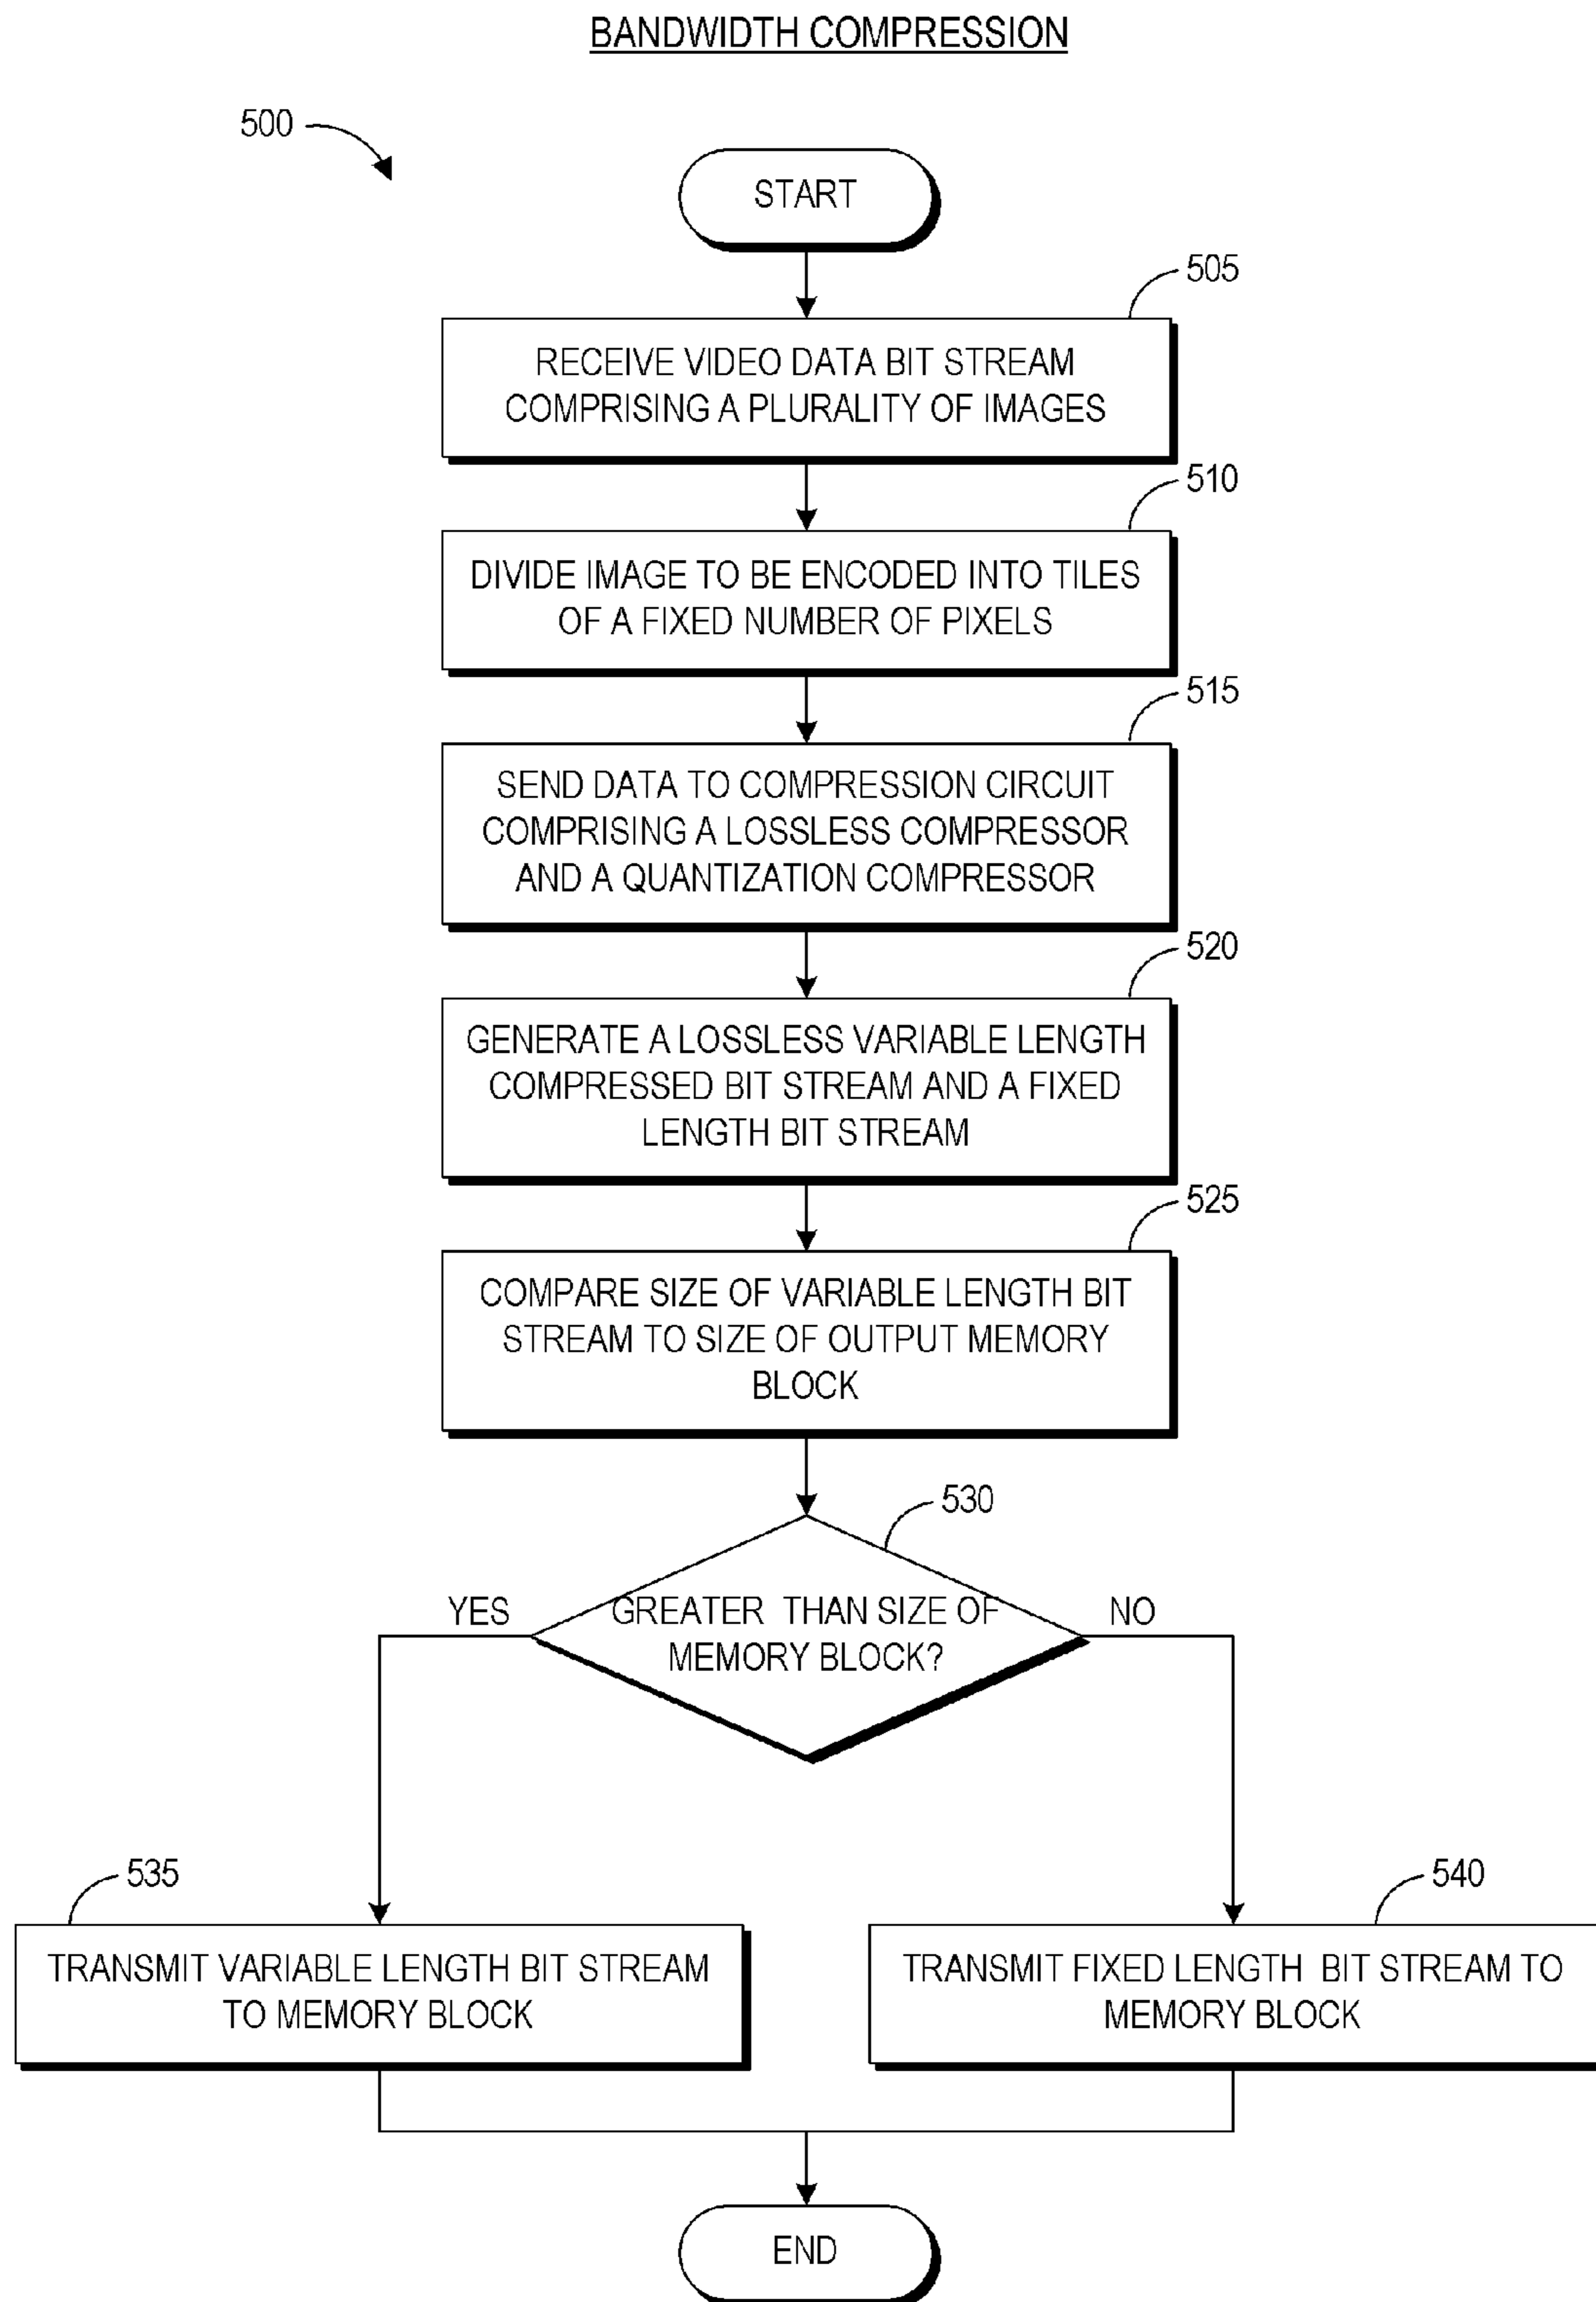 BANDWIDTH COMPRESSION
500
START
505
RECEIVE VIDEO DATA BIT STREAM
COMPRISING A PLURALITY OF IMAGES
510
DIVIDE IMAGE TO BE ENCODED INTO TILES
OF A FIXED NUMBER OF PIXELS
515
SEND DATA TO COMPRESSION CIRCUIT
COMPRISING A LOSSLESS COMPRESSOR
AND A QUANTIZATION COMPRESSOR
520
GENERATE A LOSSLESS VARIABLE LENGTH
COMPRESSED BIT STREAM AND A FIXED
LENGTH BIT STREAM
525
COMPARE SIZE OF VARIABLE LENGTH BIT
STREAM TO SIZE OF OUTPUT MEMORY
BLOCK
530
YES
GREATER THAN SIZE OF
MEMORY BLOCK?
NO
535
TRANSMIT VARIABLE LENGTH BIT STREAM
TO MEMORY BLOCK
540
TRANSMIT FIXED LENGTH BIT STREAM TO
MEMORY BLOCK
END